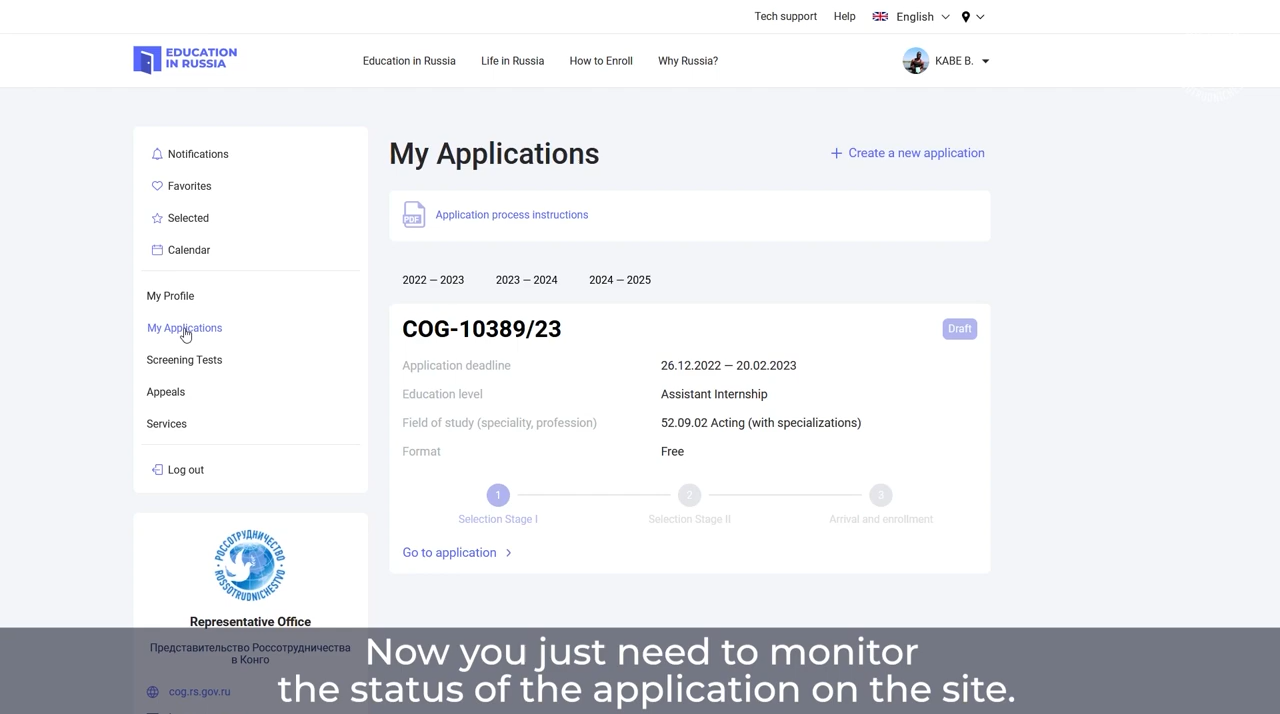 Tech support Help English
EDUCATION
IN RUSSIA
Education in Russia Life in Russia How to Enroll Why Russia? KABE B.
Notifications
Favorites
Selected
Calendar
My Profile
My Applications
Screening Tests
Appeals
Services
Log out
My Applications
+ Create a new application
PDF Application process instructions
2022 — 2023 2023 — 2024 2024 — 2025
COG-10389/23 Draft
Application deadline 26.12.2022 — 20.02.2023
Education level Assistant Internship
Field of study (speciality, profession) 52.09.02 Acting (with specializations)
Format Free
1 2 3
Selection Stage I Selection Stage II Arrival and enrollment
Go to application >
РОССОТРУДНИЧЕСТВО
ROSSOTRUDNICHESTVO
Representative Office
Представительство Россотрудничества
в Конго
cog.rs.gov.ru
Now you just need to monitor
the status of the application on the site.